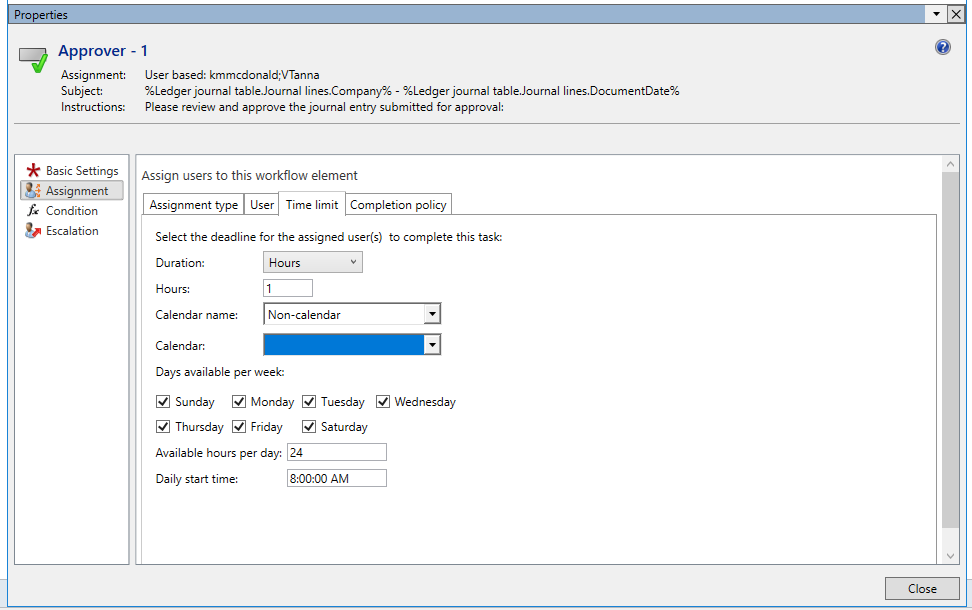 Properties
Approver - 1
Assignment: User based: kmmcdonald;VTanna
Subject: %Ledger journal table.Journal lines.Company% - %Ledger journal table.Journal lines.DocumentDate%
Instructions: Please review and approve the journal entry submitted for approval:
Basic Settings
Assignment
Condition
Escalation
Assign users to this workflow element
Assignment type User Time limit Completion policy
Select the deadline for the assigned user(s) to complete this task:
Duration: Hours
Hours: 1
Calendar name: Non-calendar
Calendar:
Days available per week:
Sunday Monday Tuesday Wednesday
Thursday Friday Saturday
Available hours per day: 24
Daily start time: 8:00:00 AM
Close